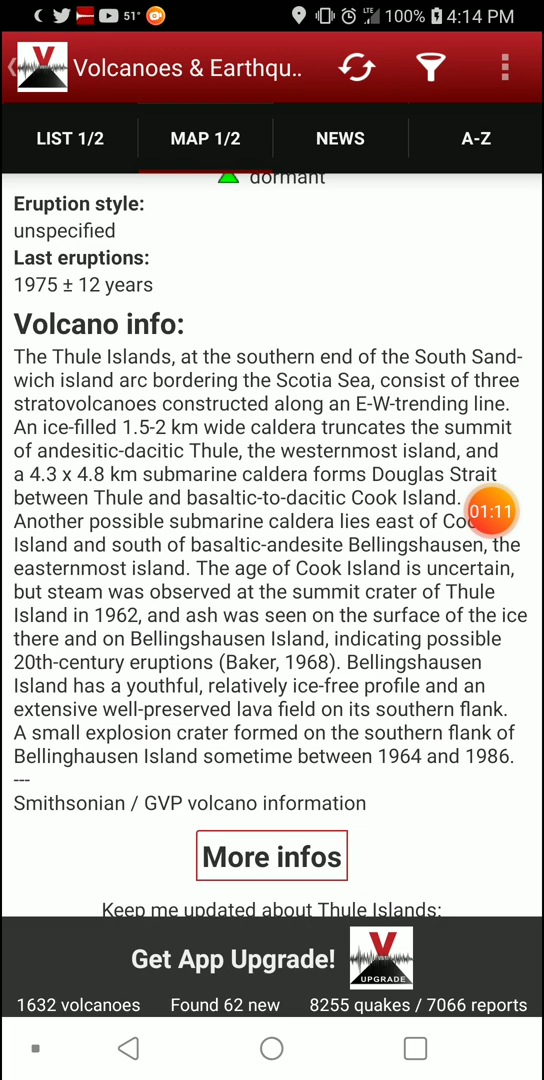 51° LTE 100% 4:14 PM
V Volcanoes & Earthqu..
LIST 1/2 MAP 1/2 NEWS A-Z
dormant
Eruption style:
unspecified
Last eruptions:
1975 ± 12 years
Volcano info:
The Thule Islands, at the southern end of the South Sand-
wich island arc bordering the Scotia Sea, consist of three
stratovolcanoes constructed along an E-W-trending line.
An ice-filled 1.5-2 km wide caldera truncates the summit
of andesitic-dacitic Thule, the westernmost island, and
a 4.3 x 4.8 km submarine caldera forms Douglas Strait
between Thule and basaltic-to-dacitic Cook Island.
01:11
Another possible submarine caldera lies east of
Island and south of basaltic-andesite Bellingshausen, the
easternmost island. The age of Cook Island is uncertain,
but steam was observed at the summit crater of Thule
Island in 1962, and ash was seen on the surface of the ice
there and on Bellingshausen Island, indicating possible
20th-century eruptions (Baker, 1968). Bellingshausen
Island has a youthful, relatively ice-free profile and an
extensive well-preserved lava field on its southern flank.
A small explosion crater formed on the southern flank of
Bellinghausen Island sometime between 1964 and 1986.
---
Smithsonian / GVP volcano information
More infos
Keep me updated about Thule Islands:
Get App Upgrade! V UPGRADE
1632 volcanoes Found 62 new 8255 quakes / 7066 reports